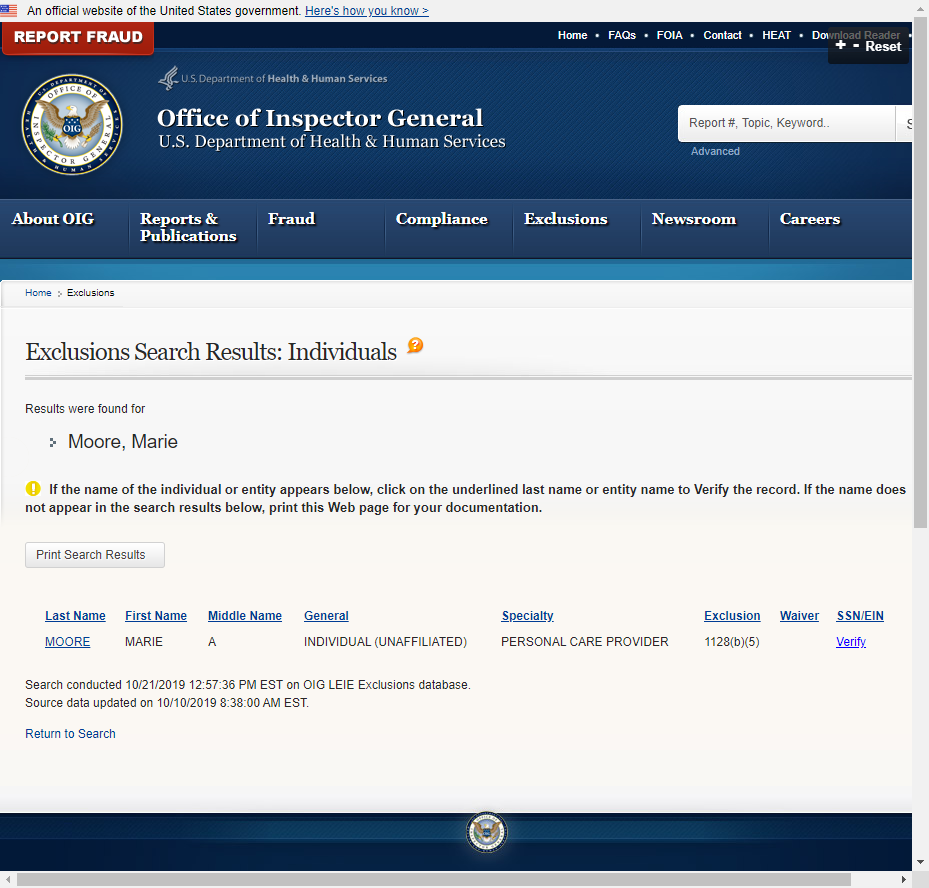 An official website of the United States government. Here's how you know >
REPORT FRAUD
Home • FAQs • FOIA • Contact • HEAT • Download Reader •
+ - Reset
U.S. Department of Health & Human Services
Office of Inspector General
U.S. Department of Health & Human Services
Report #, Topic, Keyword..
S
Advanced
OIG
About OIG
Reports &
Publications
Fraud
Compliance
Exclusions
Newsroom
Careers
Home
Exclusions
Exclusions Search Results: Individuals ?
Results were found for
Moore, Marie
! If the name of the individual or entity appears below, click on the underlined last name or entity name to Verify the record. If the name does
not appear in the search results below, print this Web page for your documentation.
Print Search Results
Last Name First Name Middle Name General Specialty Exclusion Waiver SSN/EIN
MOORE MARIE A INDIVIDUAL (UNAFFILIATED) PERSONAL CARE PROVIDER 1128(b)(5) Verify
Search conducted 10/21/2019 12:57:36 PM EST on OIG LEIE Exclusions database.
Source data updated on 10/10/2019 8:38:00 AM EST.
Return to Search